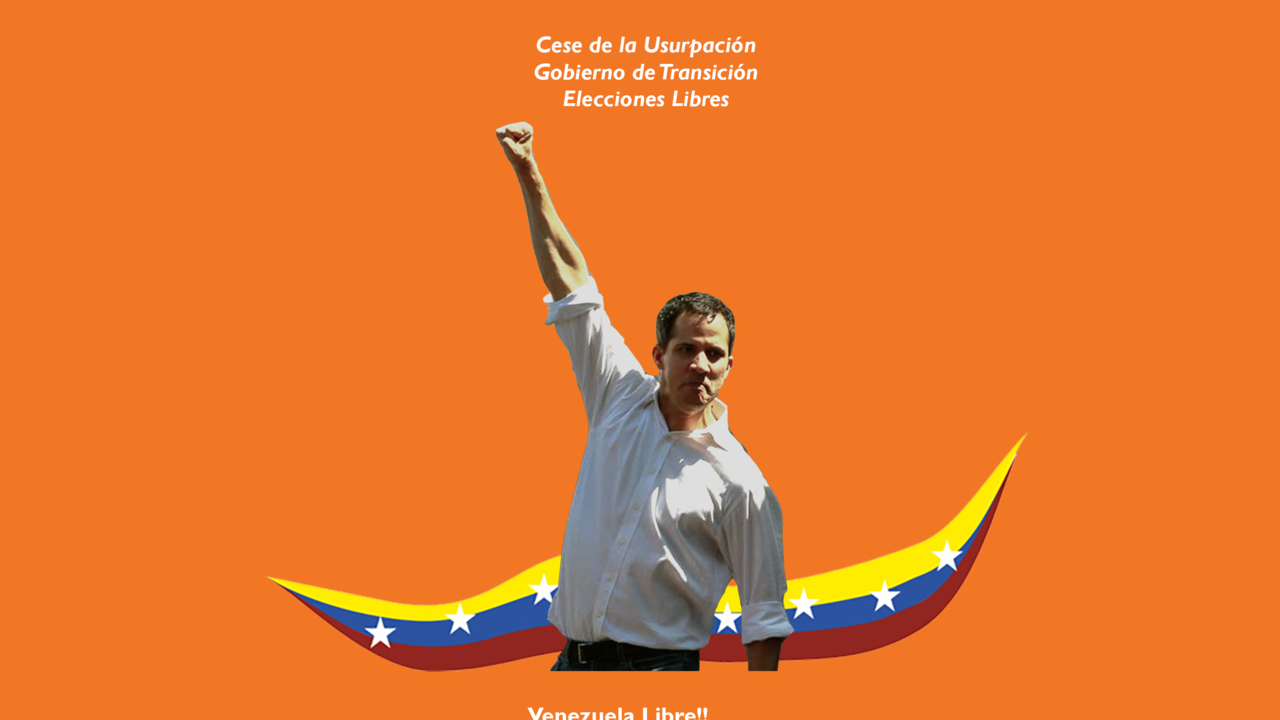 Cese de la Usurpación
Gobierno de Transición
Elecciones Libres
Venezuela Libre!!